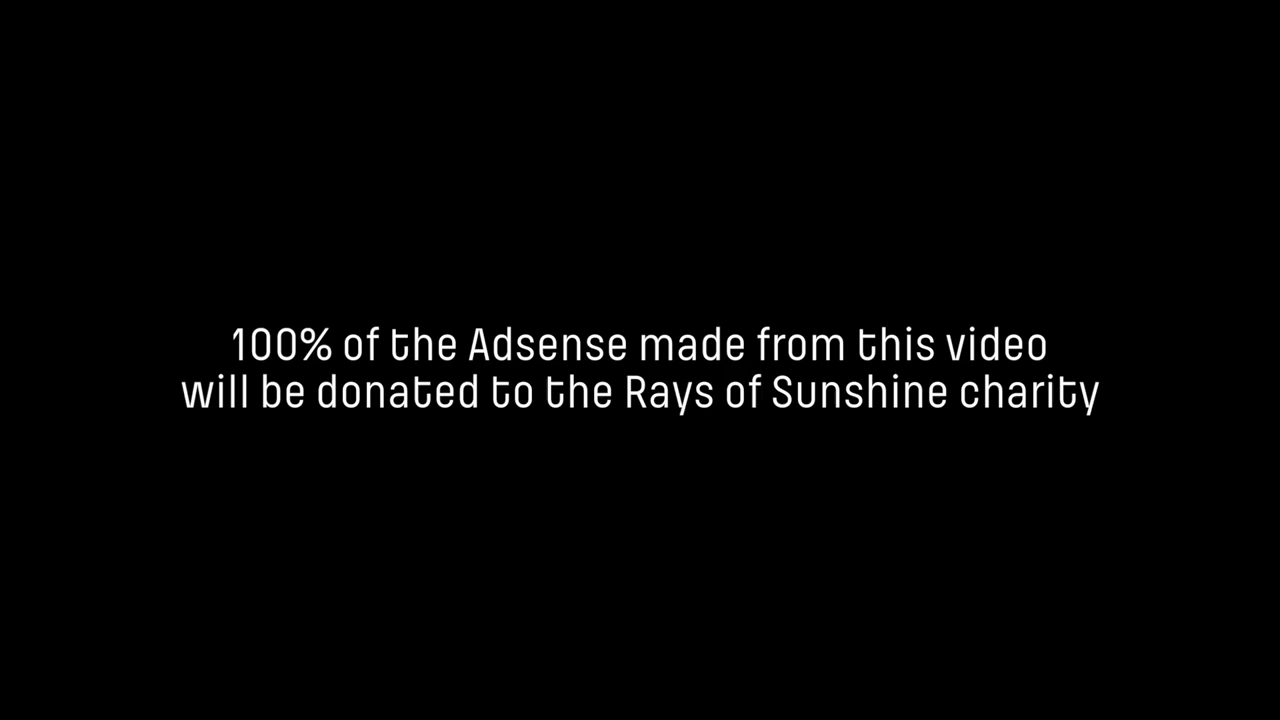 100% of the Adsense made from this video
will be donated to the Rays of Sunshine charity